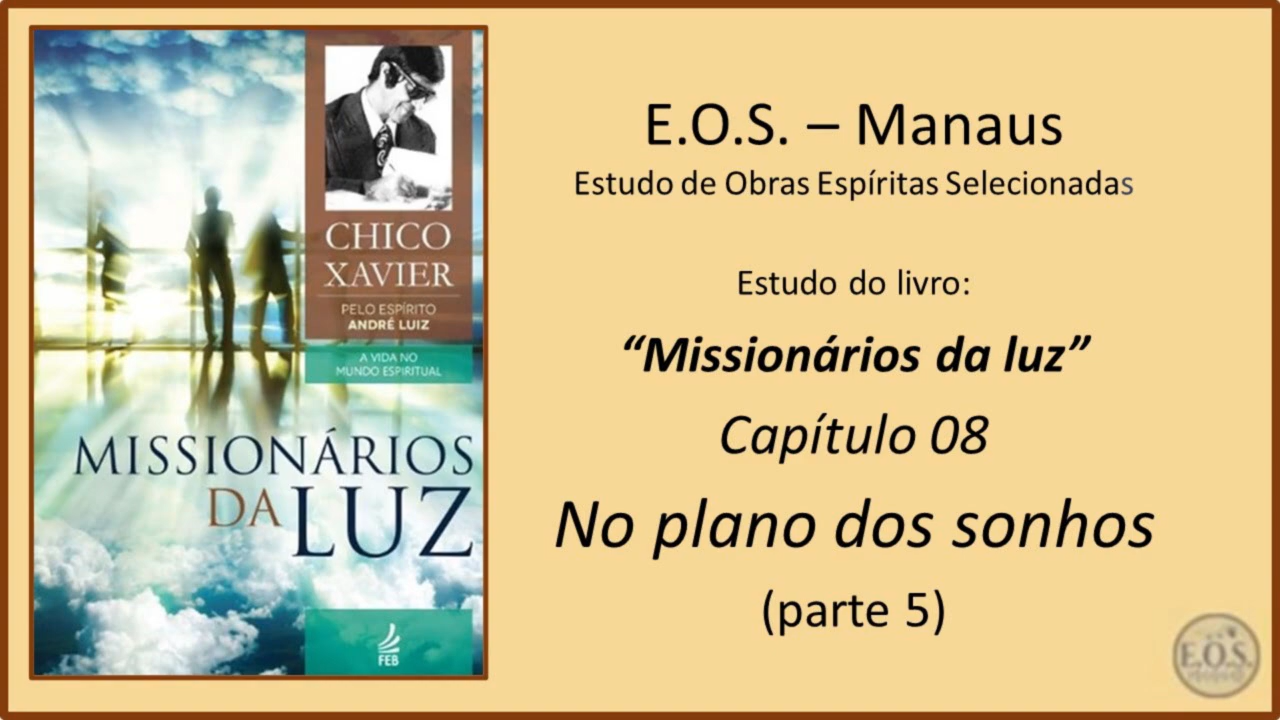 CHICO
XAVIER
PELO ESPÍRITO
ANDRÉ LUIZ
A VIDA NO
MUNDO ESPIRITUAL
MISSIONÁRIOS
DA LUZ
FEB
E.O.S. – Manaus
Estudo de Obras Espíritas Selecionadas
Estudo do livro:
“Missionários da luz”
Capítulo 08
No plano dos sonhos
(parte 5)
E.O.S.